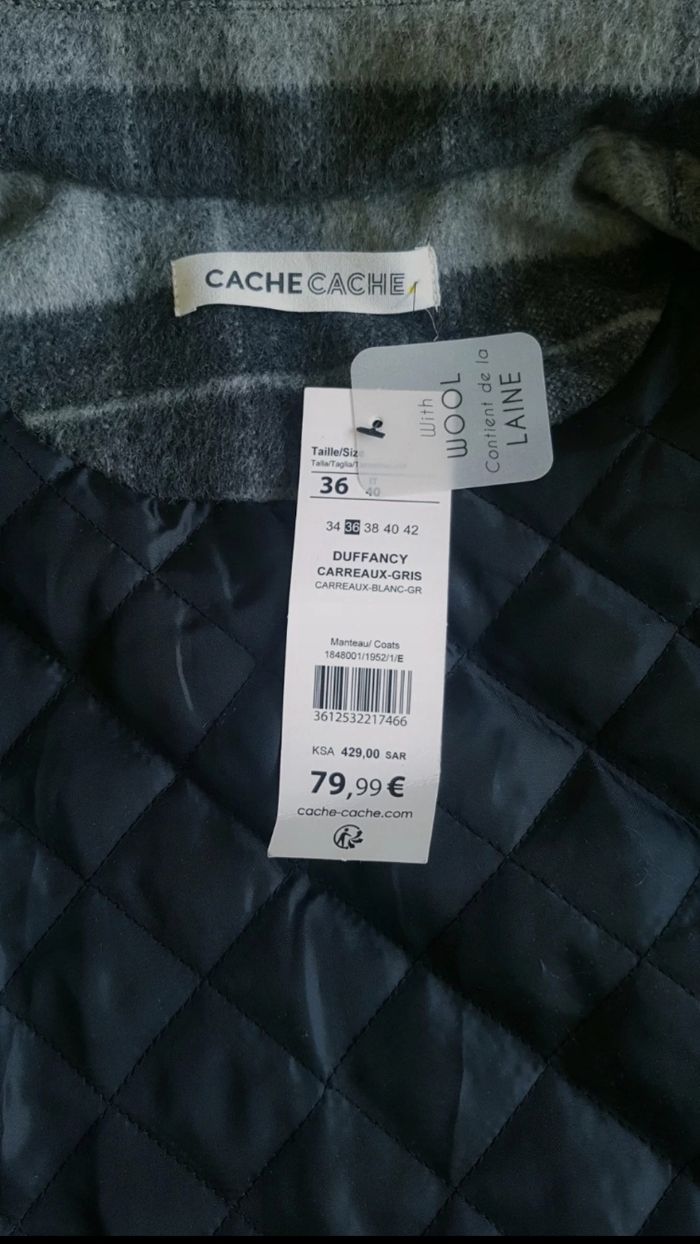 CACHE CACHE
With
WOOL
Contient de la
LAINE
Taille/Size
Talla/Taglia/
36
IT
40
34 36 38 40 42
DUFFANCY
CARREAUX-GRIS
CARREAUX-BLANC-GR
Manteau/ Coats
1848001/1952/1/E
3612532217466
KSA 429,00 SAR
79,99 €
cache-cache.com